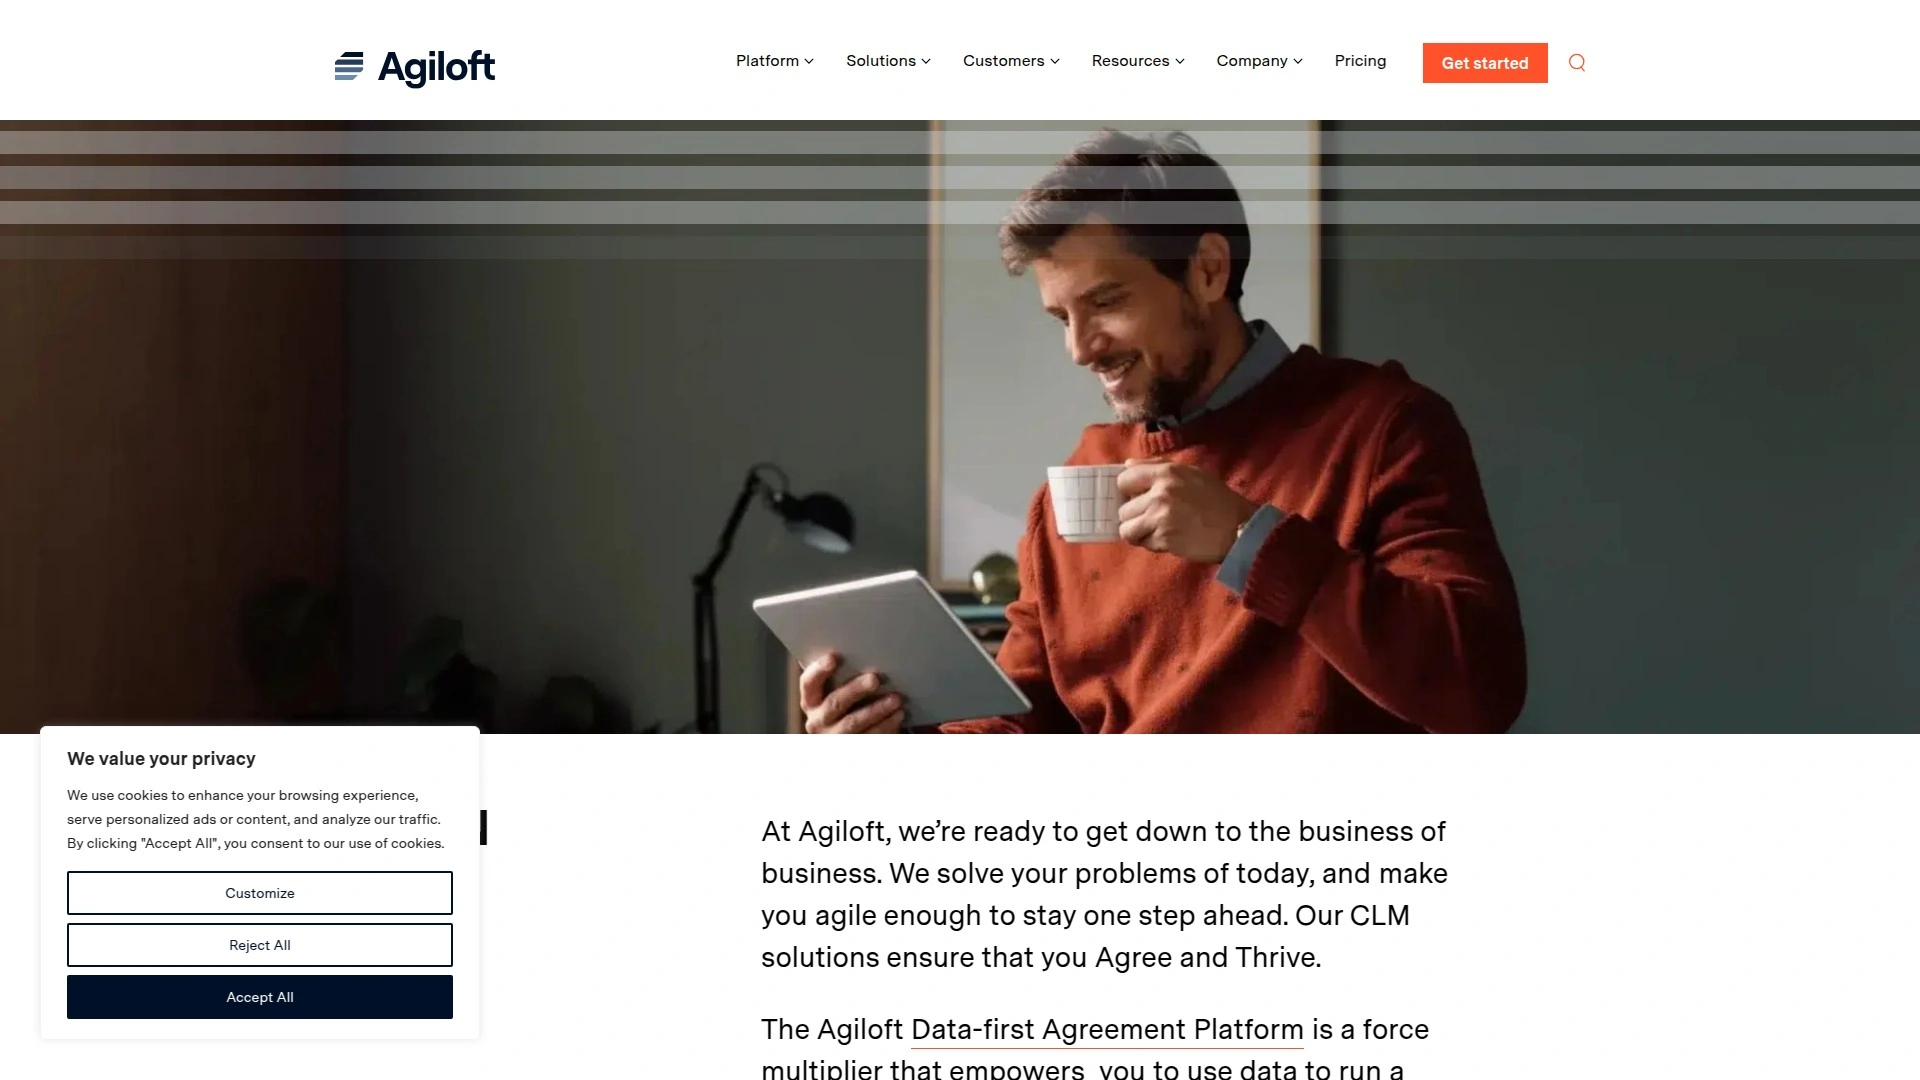 Agiloft
Platform
Solutions
Customers
Resources
Company
Pricing
Get started
We value your privacy
We use cookies to enhance your browsing experience,
serve personalized ads or content, and analyze our traffic.
By clicking "Accept All", you consent to our use of cookies.
Customize
Reject All
Accept All
At Agiloft, we’re ready to get down to the business of
business. We solve your problems of today, and make
you agile enough to stay one step ahead. Our CLM
solutions ensure that you Agree and Thrive.
The Agiloft Data-first Agreement Platform is a force
multiplier that empowers you to use data to run a